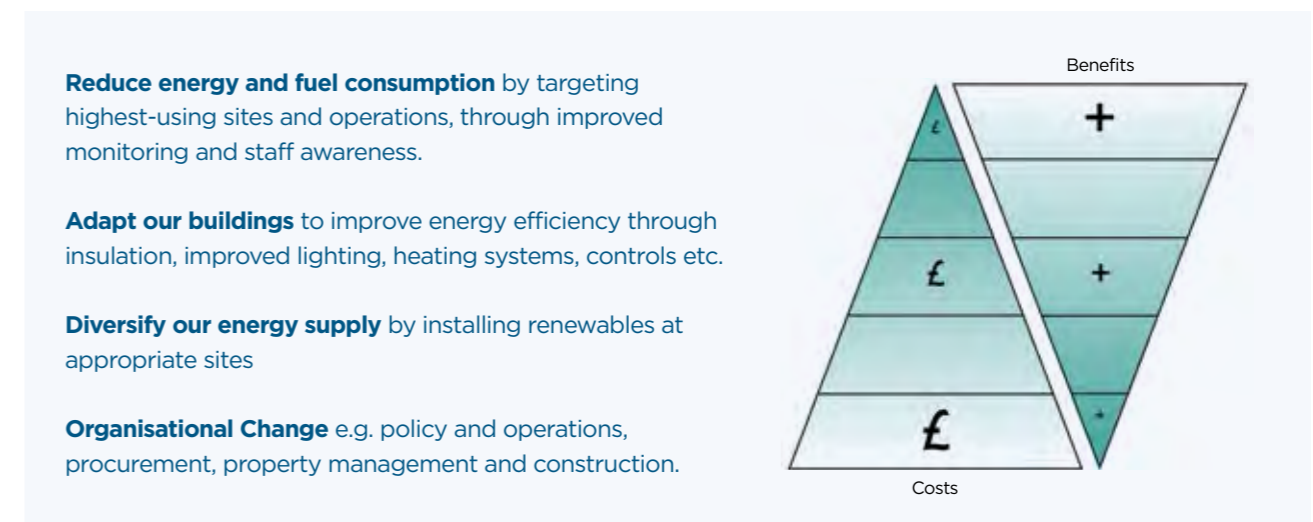 Reduce energy and fuel consumption by targeting
highest-using sites and operations, through improved
monitoring and staff awareness.
Adapt our buildings to improve energy efficiency through
insulation, improved lighting, heating systems, controls etc.
Diversify our energy supply by installing renewables at
appropriate sites
Organisational Change e.g. policy and operations,
procurement, property management and construction.
Benefits
£
+
£
+
£
+
Costs